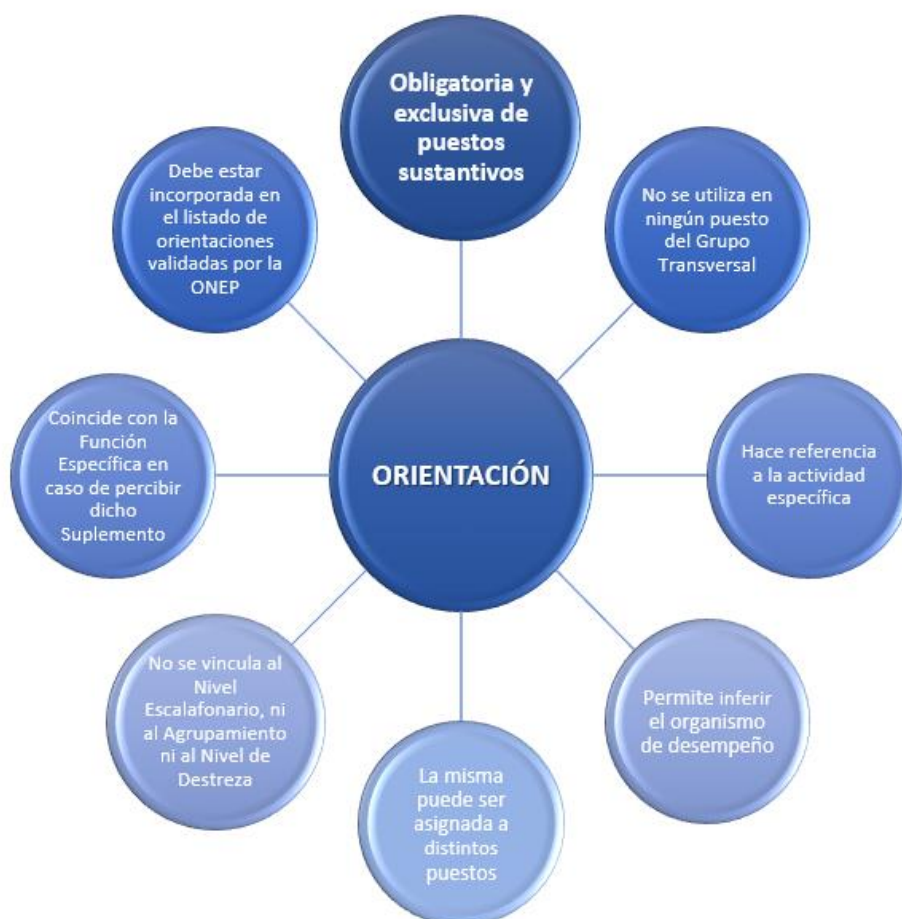 Obligatoria y
exclusiva de
puestos
sustantivos
No se utiliza en
ningún puesto
del Grupo
Transversal
Hace referencia
a la actividad
específica
Permite inferir
el organismo
de desempeño
La misma
puede ser
asignada a
distintos
puestos
No se vincula al
Nivel
Escalafonario, ni
al Agrupamiento
ni al Nivel de
Destreza
Coincide con la
Función
Específica en
caso de percibir
dicho
Suplemento
Debe estar
incorporada en
el listado de
orientaciones
validadas por la
ONEP
ORIENTACIÓN